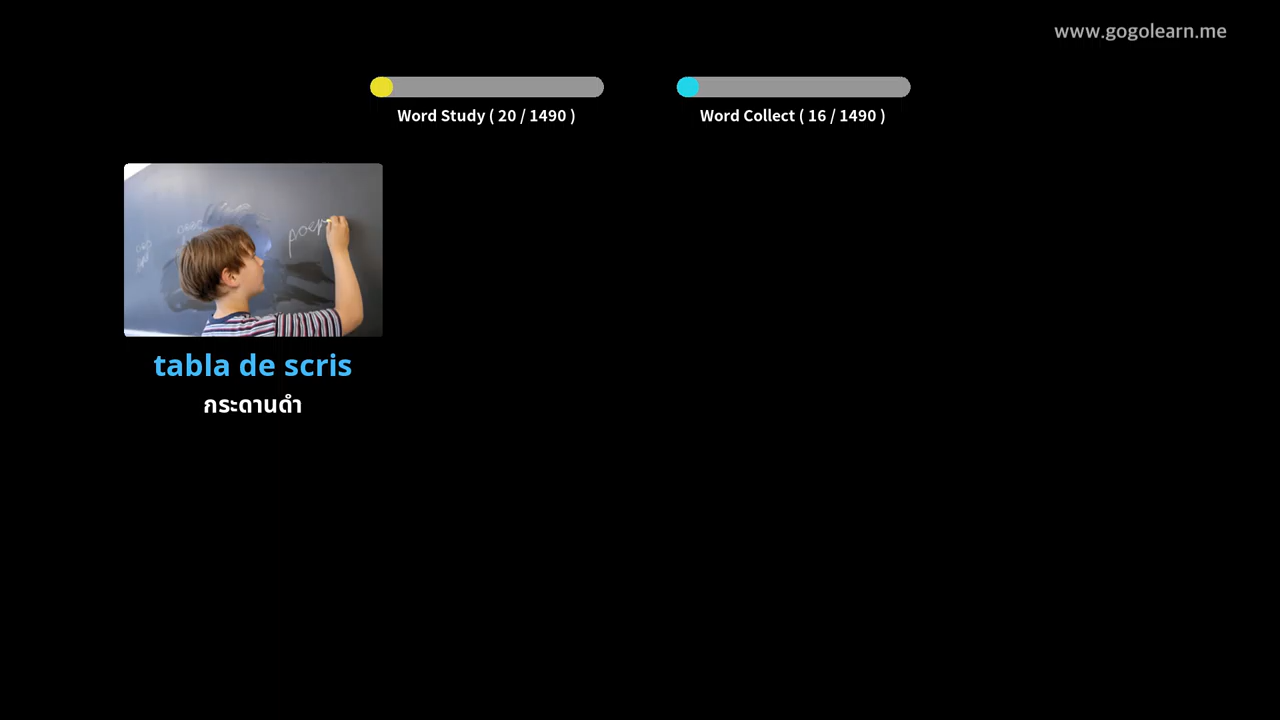 www.gogolearn.me
Word Study ( 20 / 1490 )
Word Collect ( 16 / 1490 )
tabla de scris
กระดานดำ